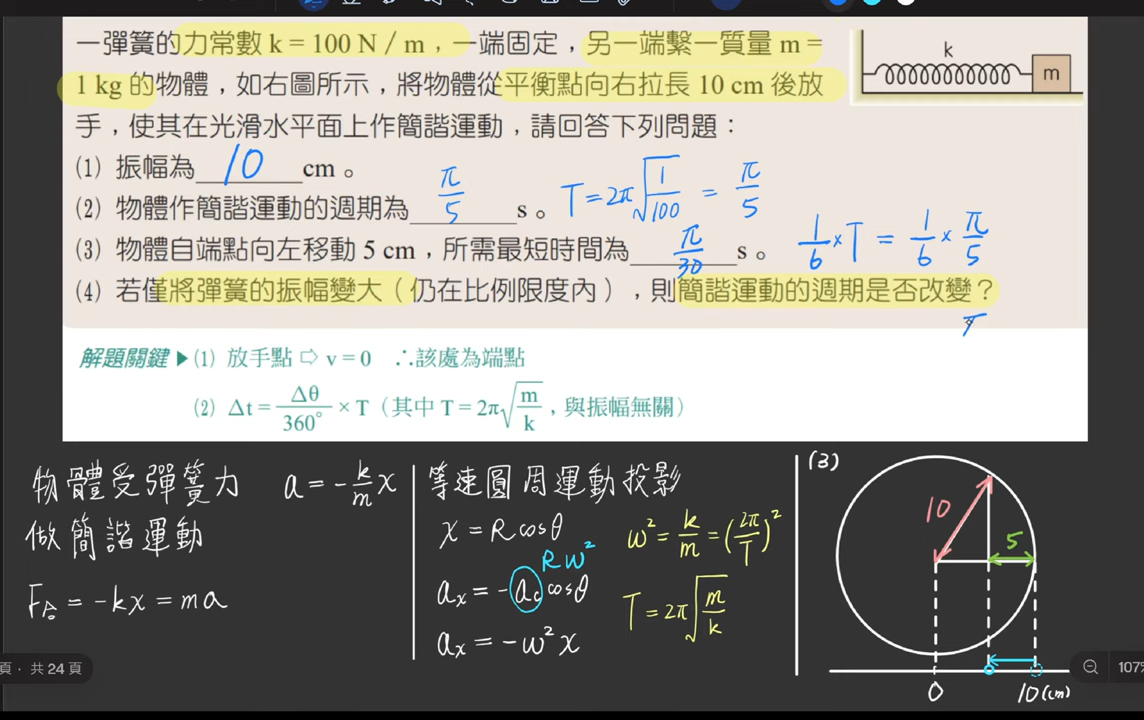 一彈簧的力常數 k = 100 N / m，一端固定，另一端繫一質量 m =
1 kg 的物體，如右圖所示，將物體從平衡點向右拉長 10 cm 後放
手，使其在光滑水平面上作簡諧運動，請回答下列問題：
k
m
(1) 振幅為 10 cm。
(2) 物體作簡諧運動的週期為 π/5 s。 T = 2π√(1/100) = π/5
(3) 物體自端點向左移動 5 cm，所需最短時間為 π/30 s。 1/6 × T = 1/6 × π/5
(4) 若僅將彈簧的振幅變大（仍在比例限度內），則簡諧運動的週期是否改變？
解題關鍵 ▶ (1) 放手點 ⇨ v = 0 ∴該處為端點
(2) Δt = Δθ/360° × T（其中 T = 2π√(m/k)，與振幅無關）
物體受彈簧力 a = -k/m x
做簡諧運動
F合 = -kx = ma
等速圓周運動投影
x = R cosθ
Rω²
ax = -ac cosθ
ax = -ω²x
ω² = k/m = (2π/T)²
T = 2π√(m/k)
(3)
10
5
0
10(cm)
頁，共 24 頁
107%